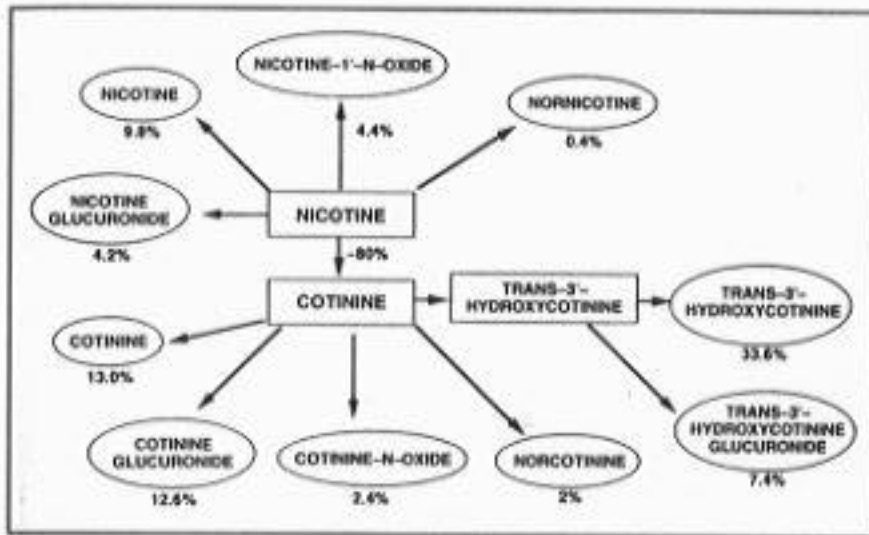 NICOTINE-1'-N-OXIDE
NICOTINE
9.8%
4.4%
NORNICOTINE
0.4%
NICOTINE
GLUCURONIDE
4.2%
NICOTINE
~80%
COTININE
TRANS-3'-
HYDROXYCOTININE
TRANS-3'-
HYDROXYCOTININE
33.6%
COTININE
13.0%
COTININE
GLUCURONIDE
12.6%
COTININE-N-OXIDE
2.4%
NORCOTININE
2%
TRANS-3'-
HYDROXYCOTININE
GLUCURONIDE
7.4%